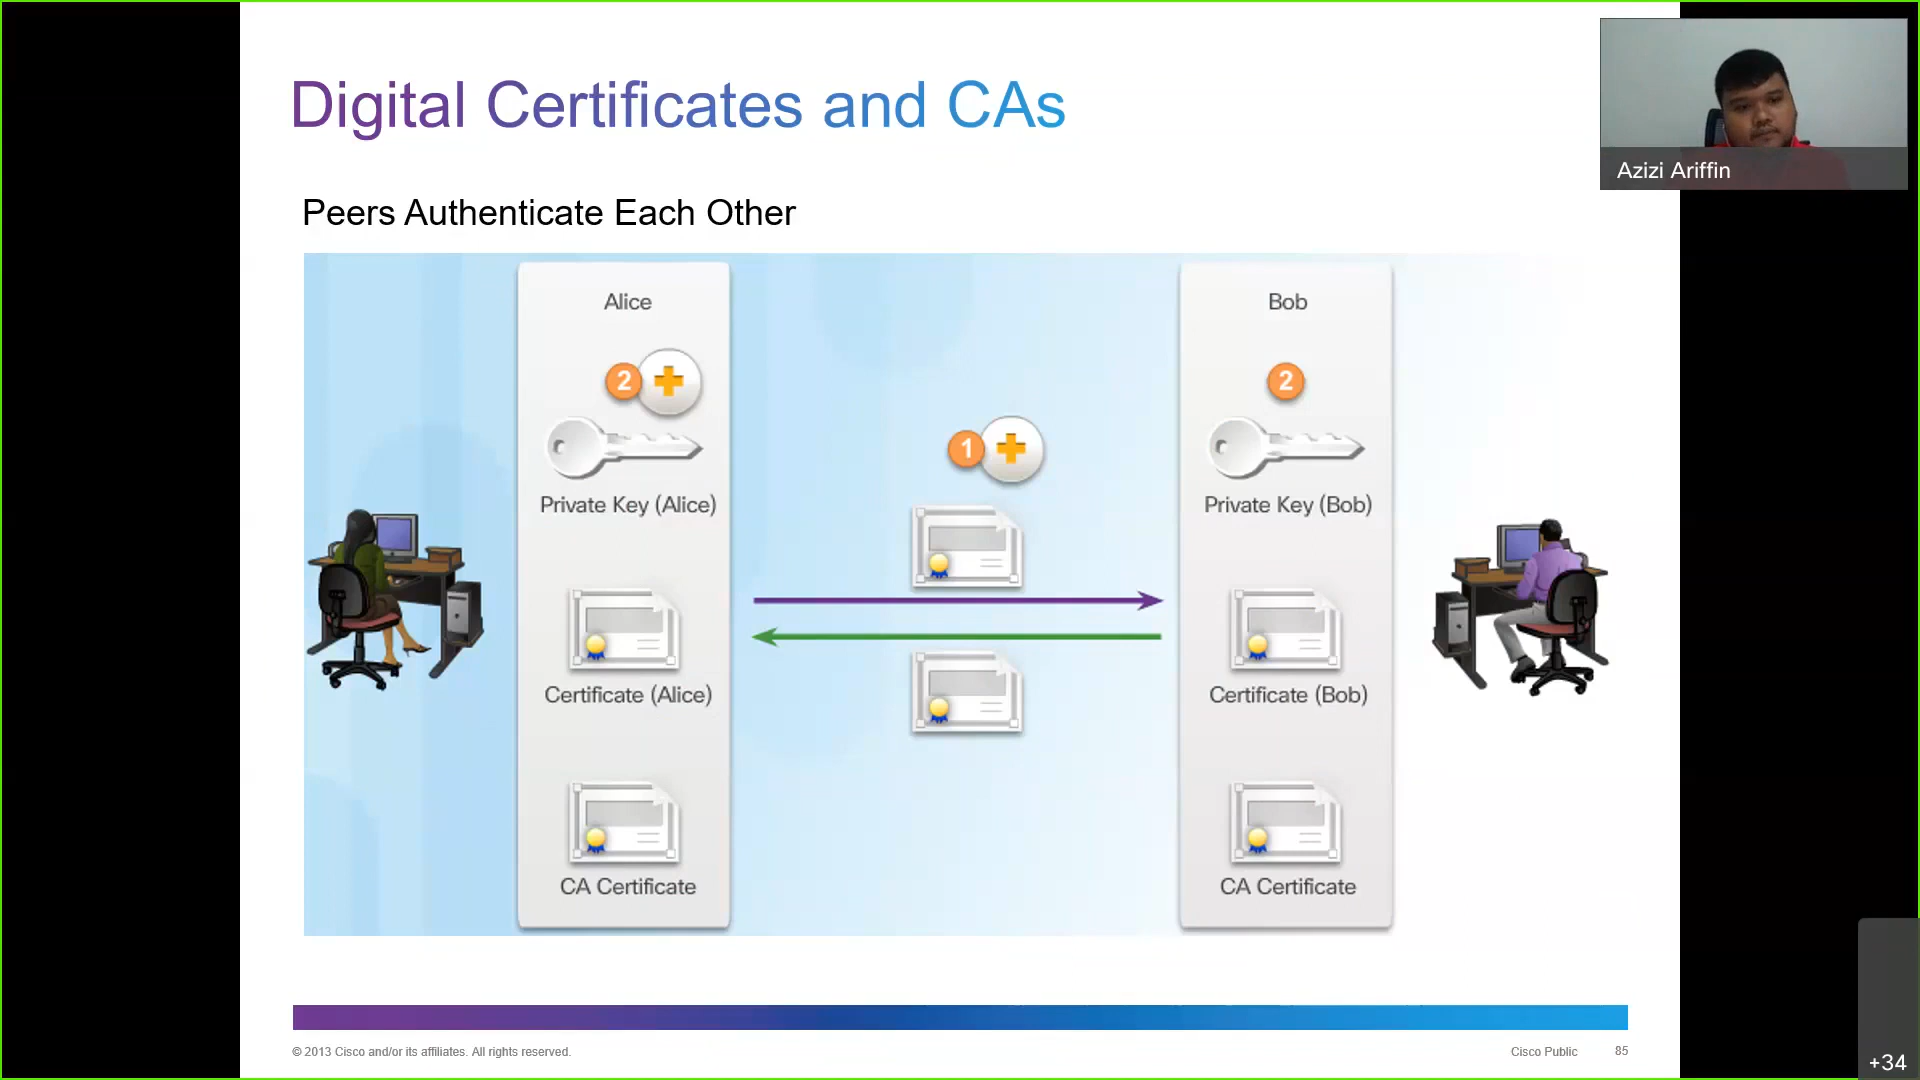 Digital Certificates and CAs
Azizi Ariffin
Peers Authenticate Each Other
Alice
Bob
2
2
1
Private Key (Alice)
Private Key (Bob)
Certificate (Alice)
Certificate (Bob)
CA Certificate
CA Certificate
© 2013 Cisco and/or its affiliates. All rights reserved.
Cisco Public
85
+34